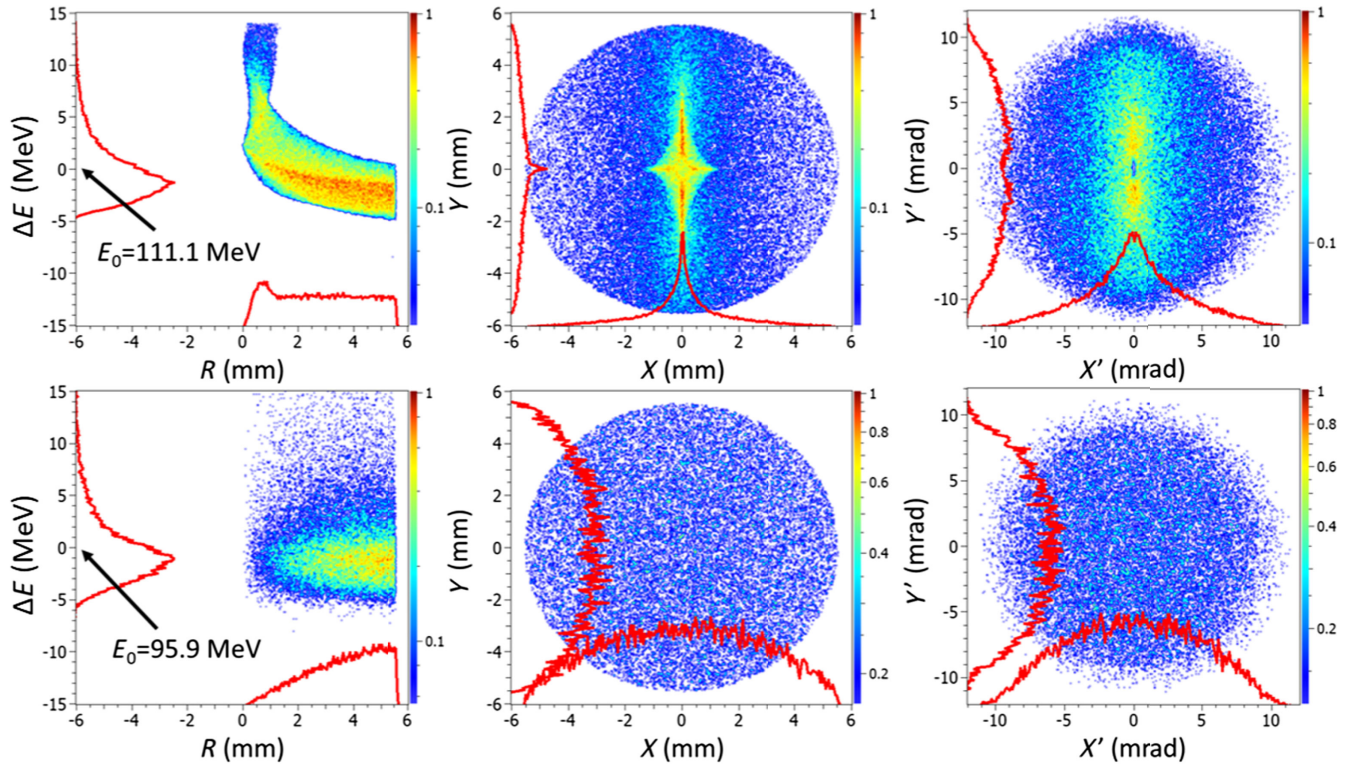 15
10
5
0
-5
-10
-15
ΔE (MeV)
E0=111.1 MeV
-6 -4 -2 0 2 4 6
R (mm)
1
0.1
6
4
2
0
-2
-4
-6
Y (mm)
-6 -4 -2 0 2 4 6
X (mm)
1
0.1
10
5
0
-5
-10
Y’ (mrad)
-10 -5 0 5 10
X’ (mrad)
1
0.1
15
10
5
0
-5
-10
-15
ΔE (MeV)
E0=95.9 MeV
-6 -4 -2 0 2 4 6
R (mm)
1
0.1
6
4
2
0
-2
-4
-6
Y (mm)
-6 -4 -2 0 2 4 6
X (mm)
1
0.8
0.6
0.4
0.2
10
5
0
-5
-10
Y’ (mrad)
-10 -5 0 5 10
X’ (mrad)
1
0.8
0.6
0.4
0.2